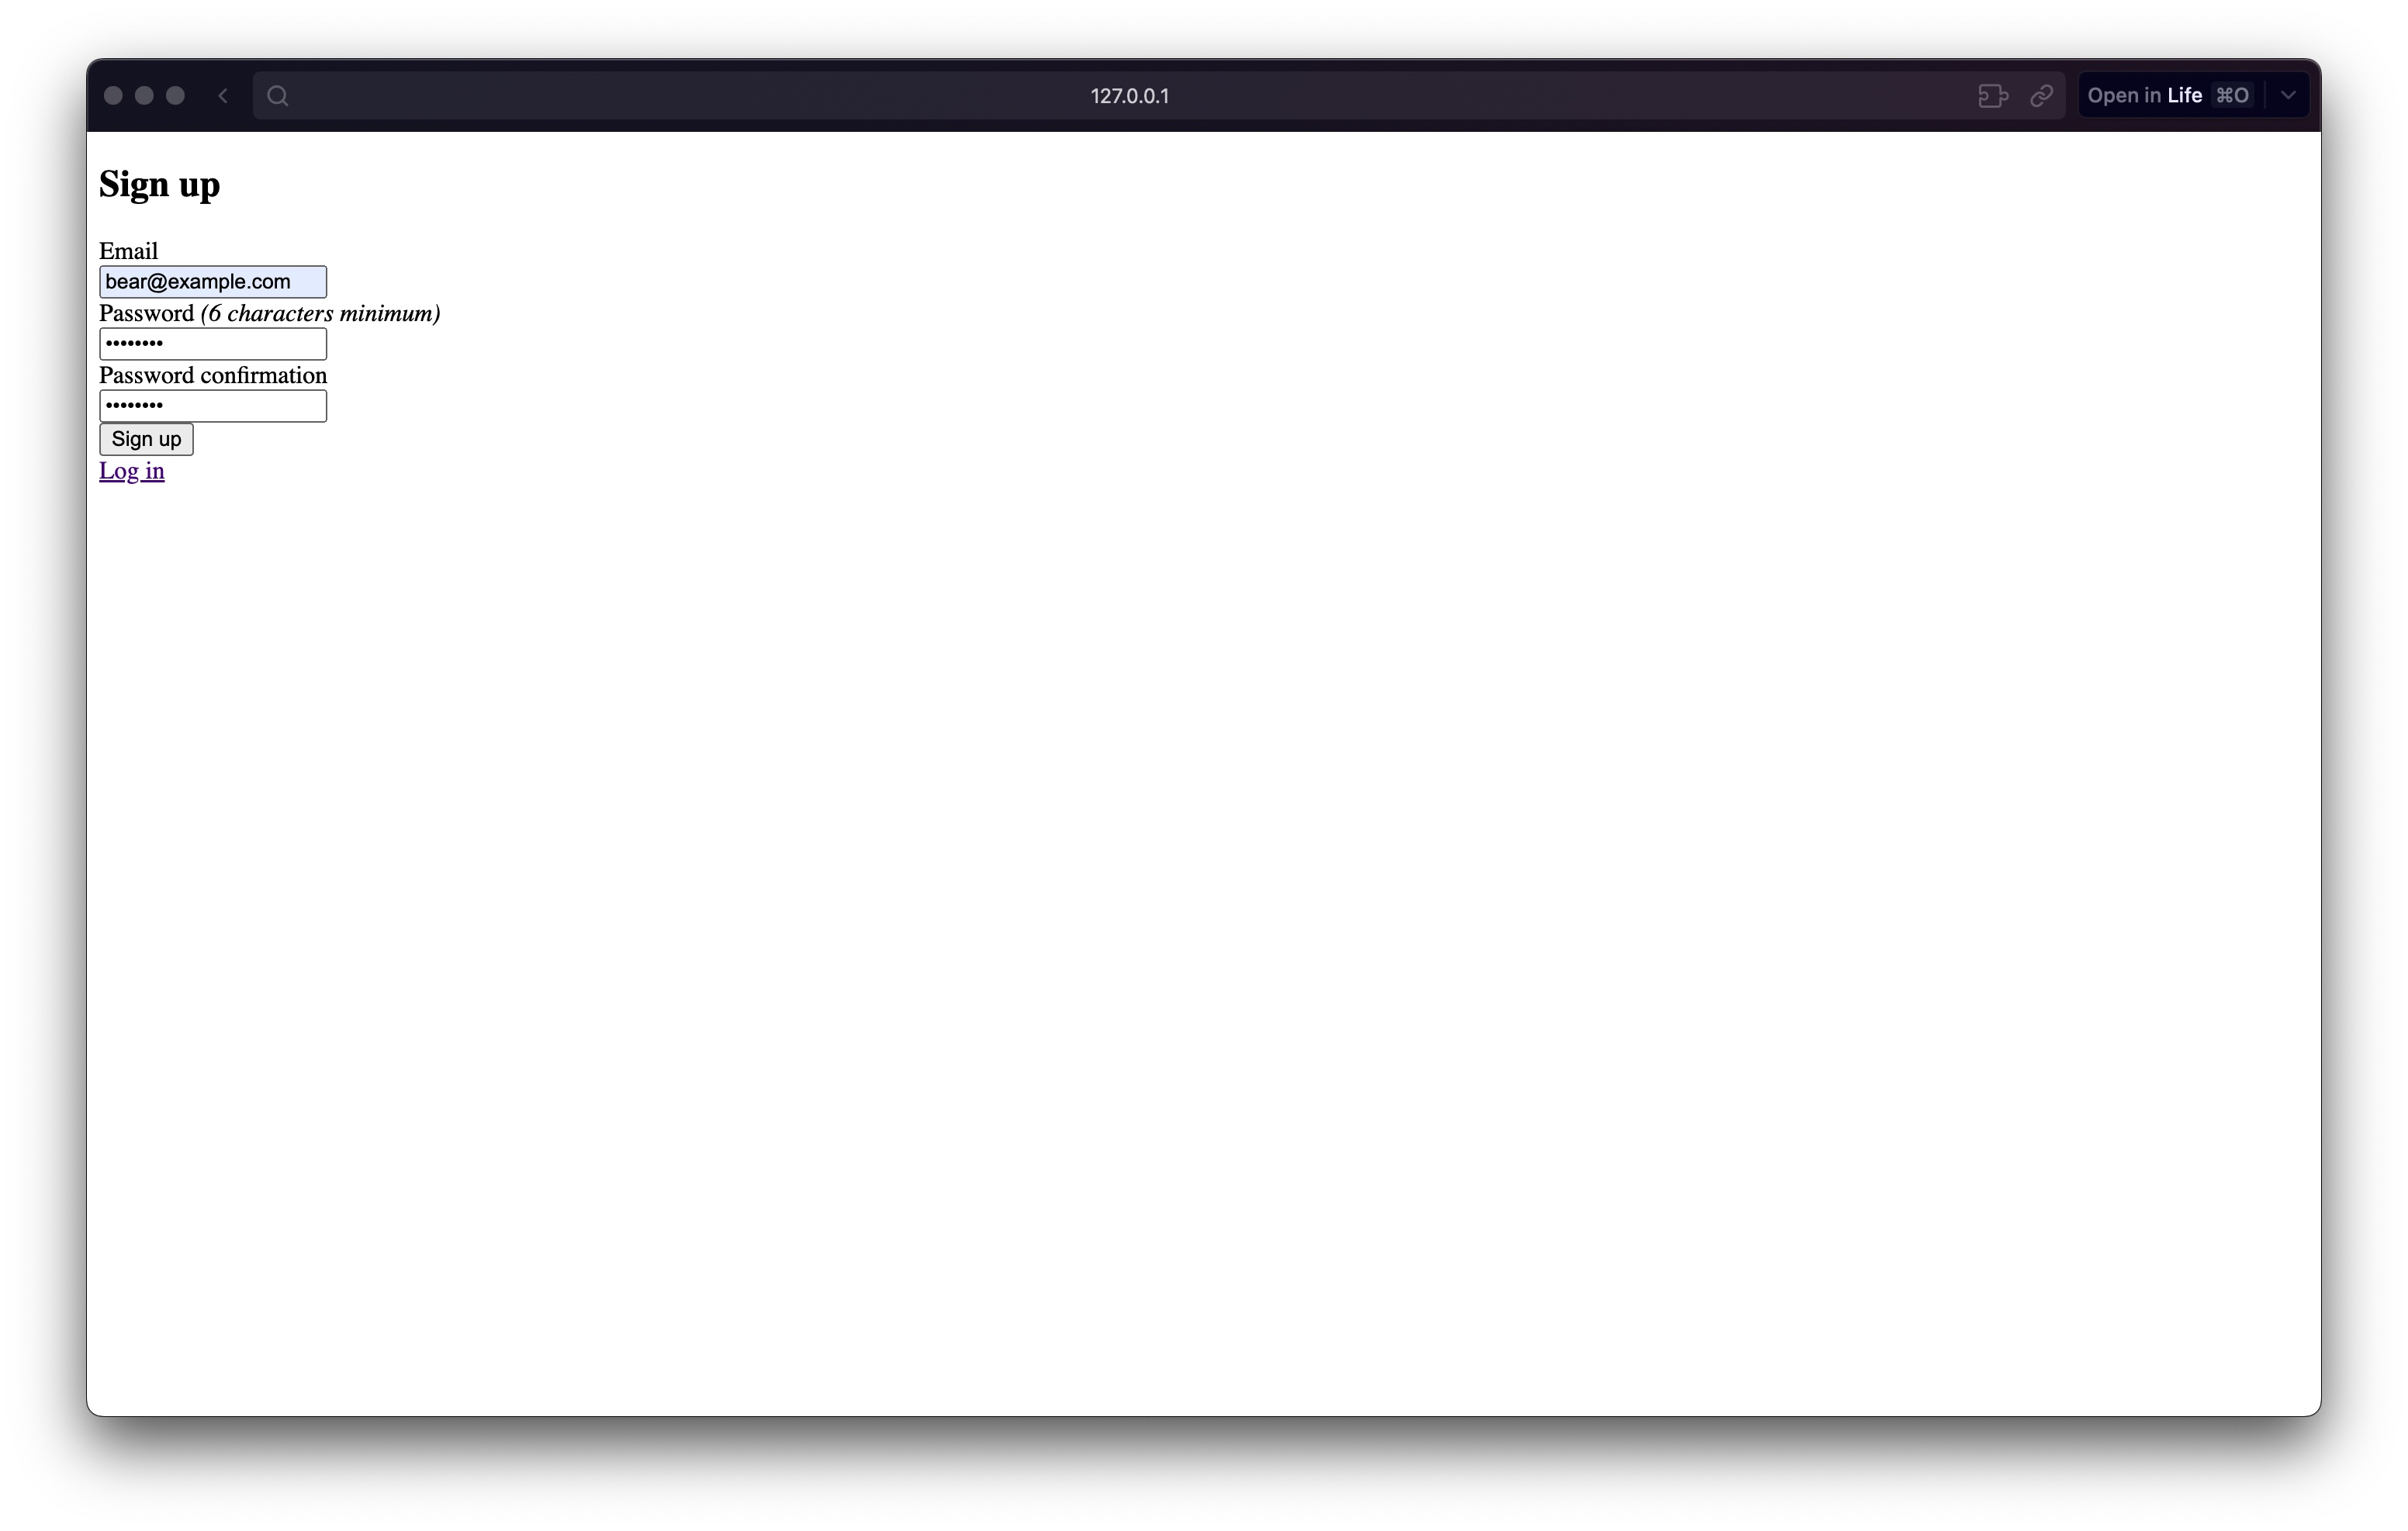 127.0.0.1
Open in Life ⌘O
Sign up
Email
bear@example.com
Password (6 characters minimum)
••••••••
Password confirmation
••••••••
Sign up
Log in